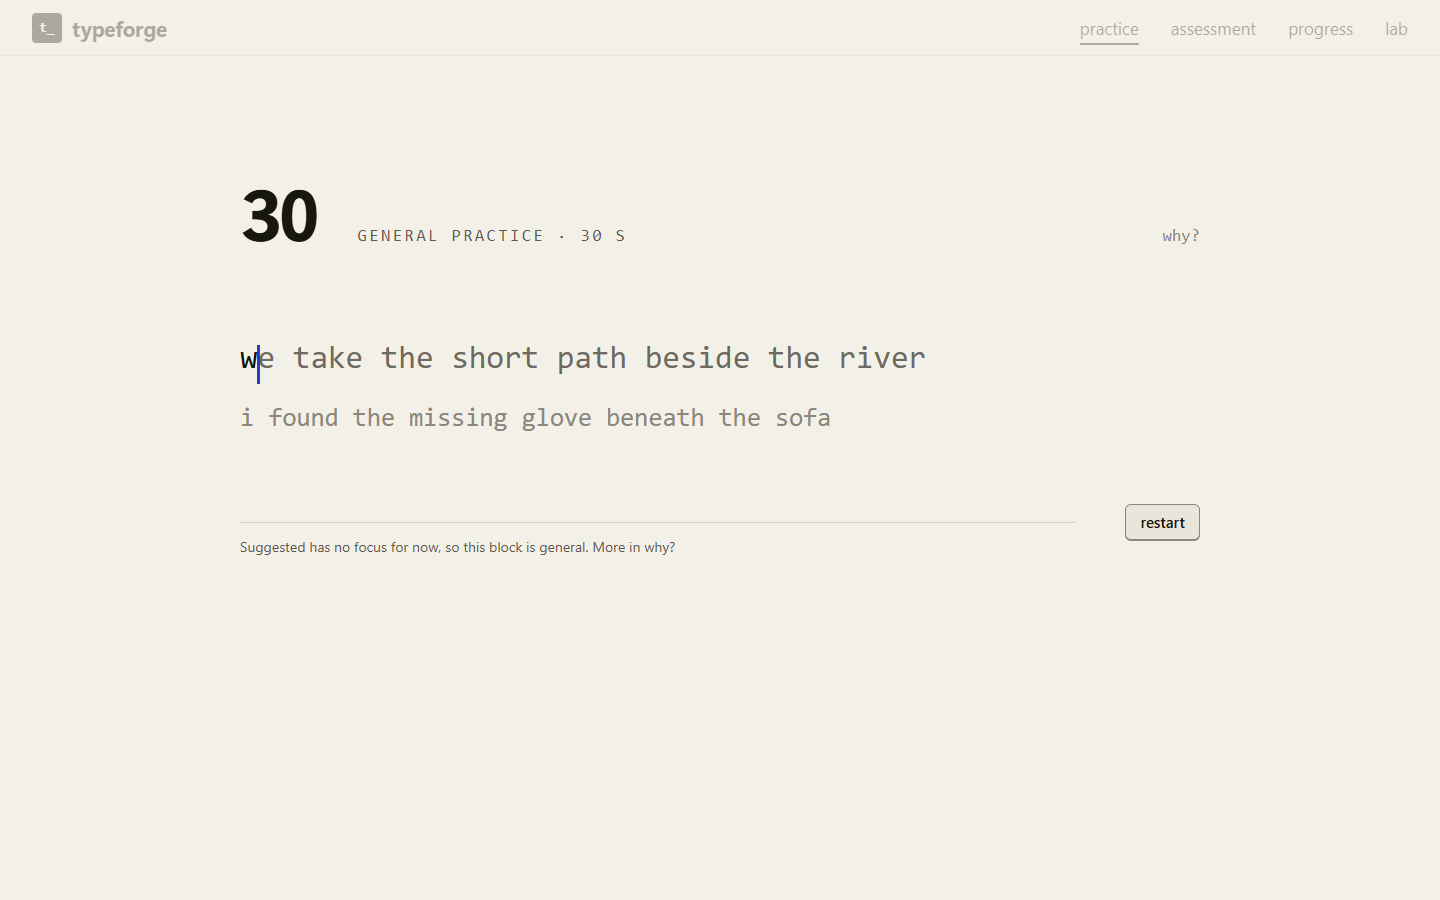 t_ typeforge
practice assessment progress lab
30 GENERAL PRACTICE · 30 S why?
we take the short path beside the river
i found the missing glove beneath the sofa
restart
Suggested has no focus for now, so this block is general. More in why?